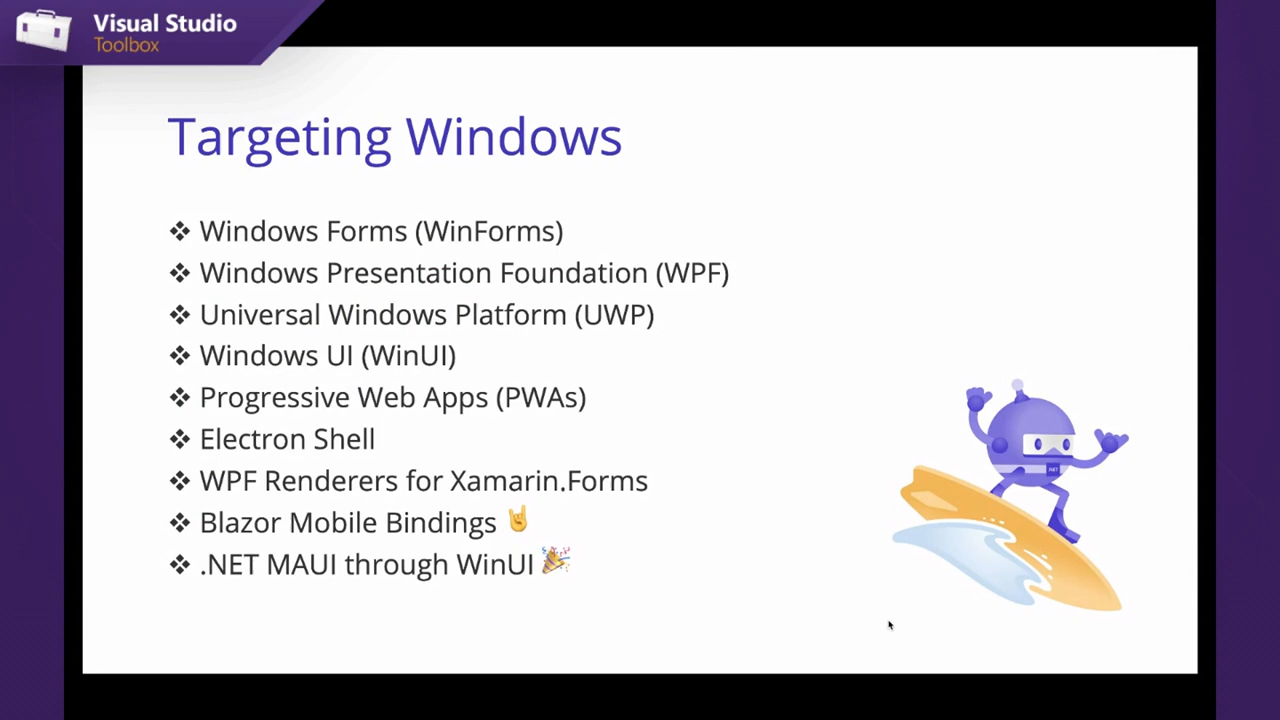 Visual Studio
Toolbox
Targeting Windows
❖ Windows Forms (WinForms)
❖ Windows Presentation Foundation (WPF)
❖ Universal Windows Platform (UWP)
❖ Windows UI (WinUI)
❖ Progressive Web Apps (PWAs)
❖ Electron Shell
❖ WPF Renderers for Xamarin.Forms
❖ Blazor Mobile Bindings 🤘
❖ .NET MAUI through WinUI 🎉
.NET